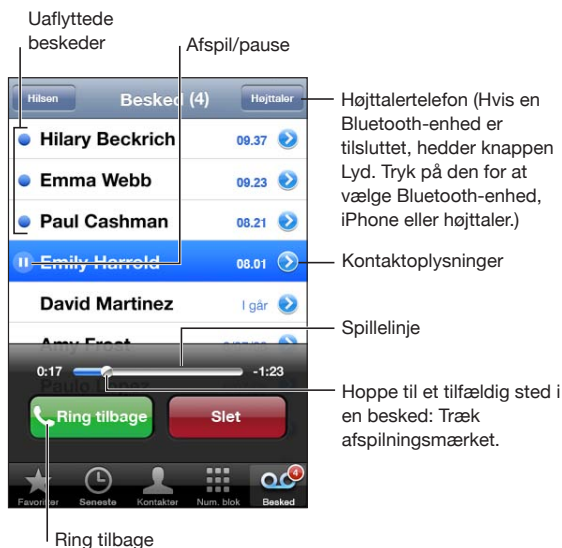 Uaflyttede
beskeder
Afspil/pause
Hilsen
Besked (4)
Højttaler
Hilary Beckrich
09.37
Emma Webb
09.23
Paul Cashman
08.21
Emily Harrold
08.01
David Martinez
I går
Amy Frost
0:17
-1:23
Paulo Lopez
Ring tilbage
Slet
Favoritter
Seneste
Kontakter
Num. blok
Besked
4
Højttalertelefon (Hvis en
Bluetooth-enhed er
tilsluttet, hedder knappen
Lyd. Tryk på den for at
vælge Bluetooth-enhed,
iPhone eller højttaler.)
Kontaktoplysninger
Spillelinje
Hoppe til et tilfældig sted i
en besked: Træk
afspilningsmærket.
Ring tilbage